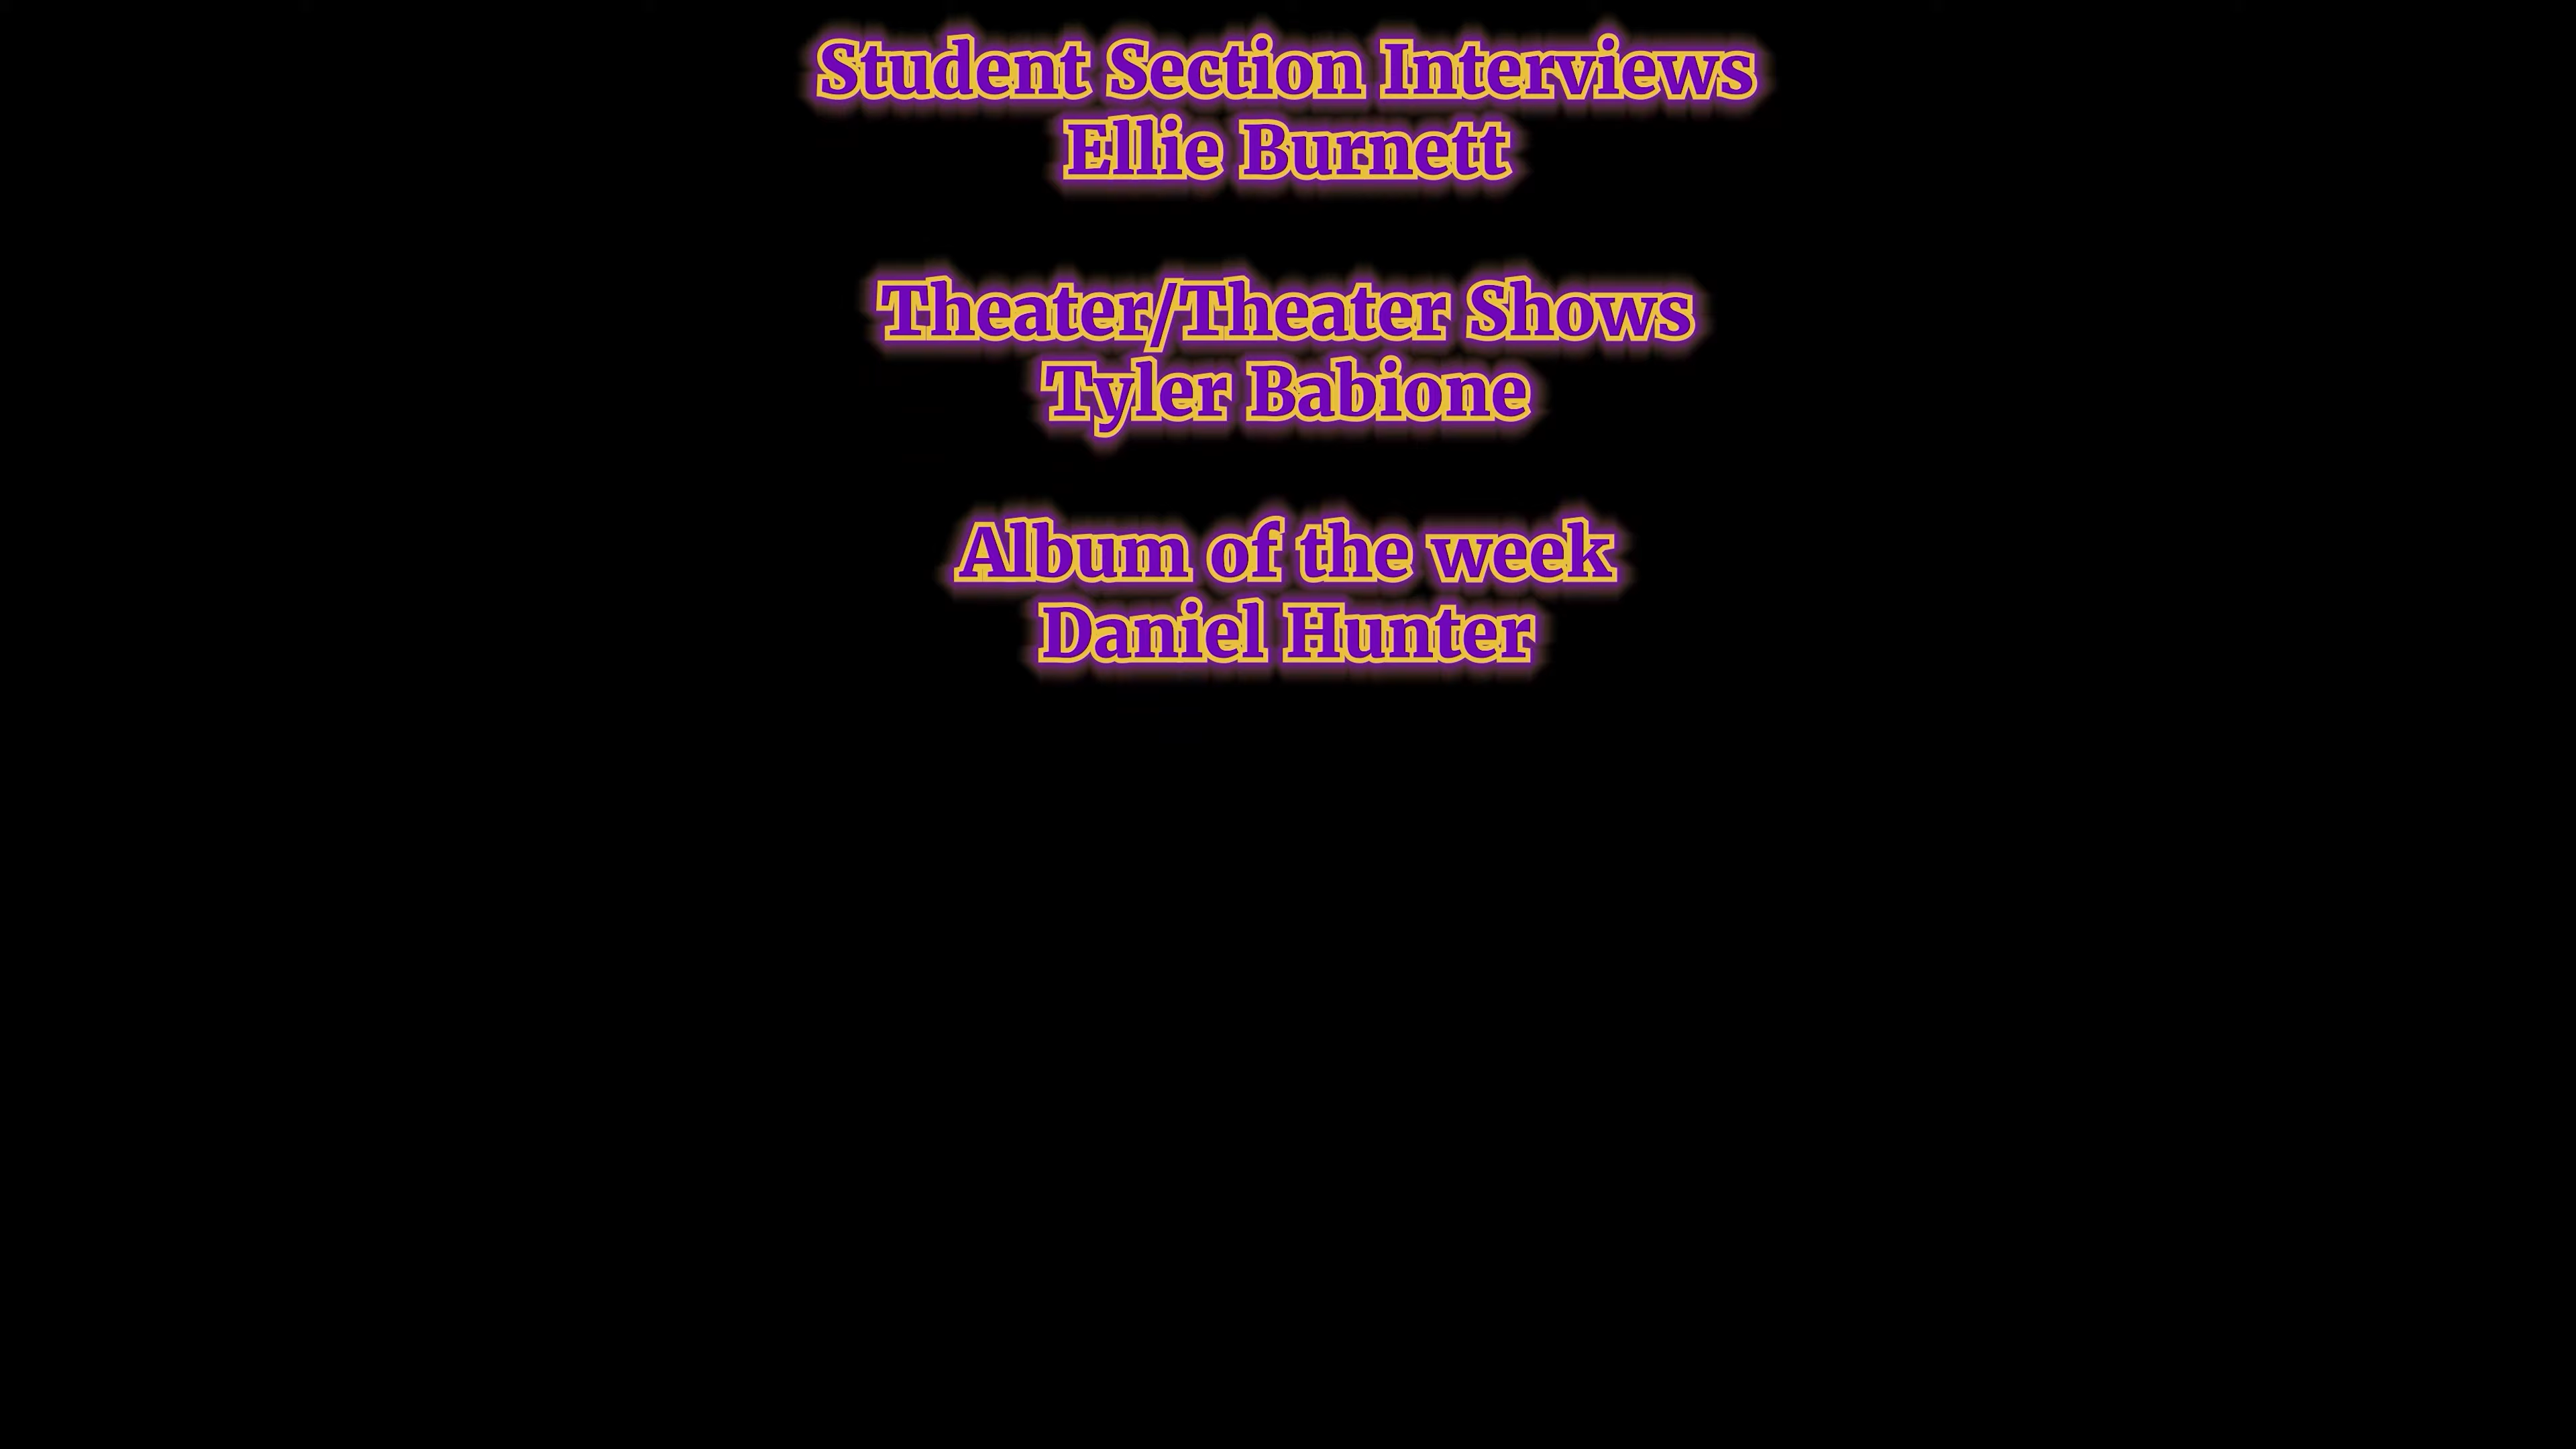 Student Section Interviews
Ellie Burnett
Theater/Theater Shows
Tyler Babione
Album of the week
Daniel Hunter